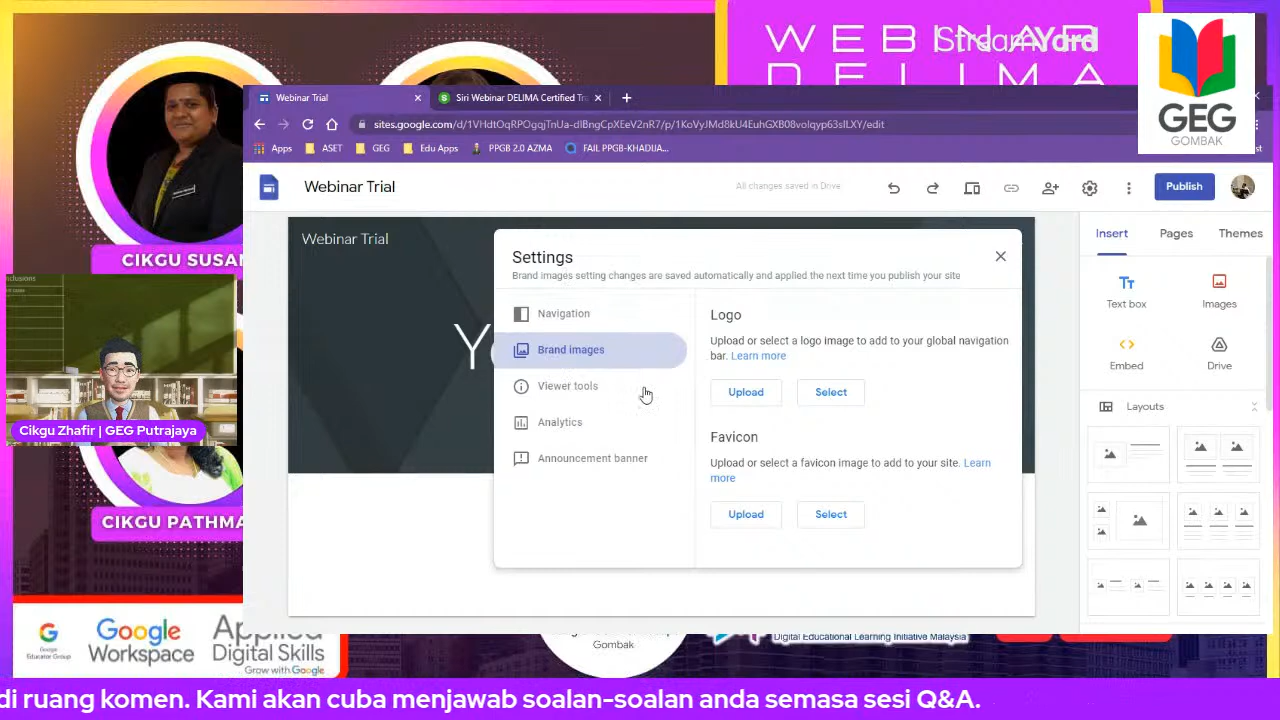 WEBINAR
DELIMA
StreamYard
GEG
GOMBAK
Webinar Trial
Siri Webinar DELIMA Certified Tr
sites.google.com/d/1VHdtOqRPOgqjTnUa-dlBngCpXEeV2nR7/p/1KoVyJMd8kU4EuhGXB08volqyp63slLXY/edit
Apps
ASET
GEG
Edu Apps
PPGB 2.0 AZMA
FAIL PPGB-KHADIJA...
Webinar Trial
All changes saved in Drive
Publish
Webinar Trial
Yo
Settings
Brand images setting changes are saved automatically and applied the next time you publish your site
Navigation
Brand images
Viewer tools
Analytics
Announcement banner
Logo
Upload or select a logo image to add to your global navigation
bar. Learn more
Upload
Select
Favicon
Upload or select a favicon image to add to your site. Learn
more
Upload
Select
Insert
Pages
Themes
Text box
Images
Embed
Drive
Layouts
CIKGU SUSAN
Cikgu Zhafir | GEG Putrajaya
CIKGU PATHMA
Google
Educator Group
Google
Workspace
Applied
Digital Skills
Grow with Google
Gombak
Digital Educational Learning Initiative Malaysia
di ruang komen. Kami akan cuba menjawab soalan-soalan anda semasa sesi Q&A.